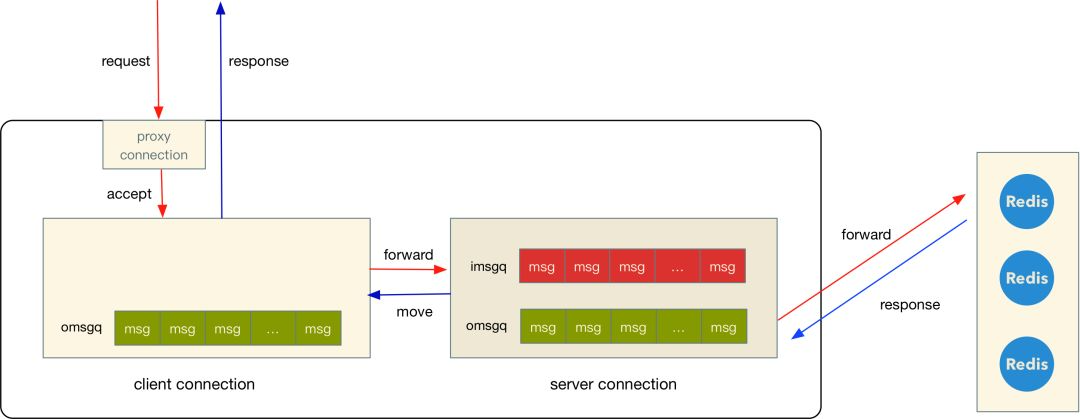 request
response
proxy
connection
accept
forward
imsgq msg msg msg ... msg
move
omsgq msg msg msg ... msg
omsgq msg msg msg ... msg
client connection
server connection
forward
response
Redis
Redis
Redis